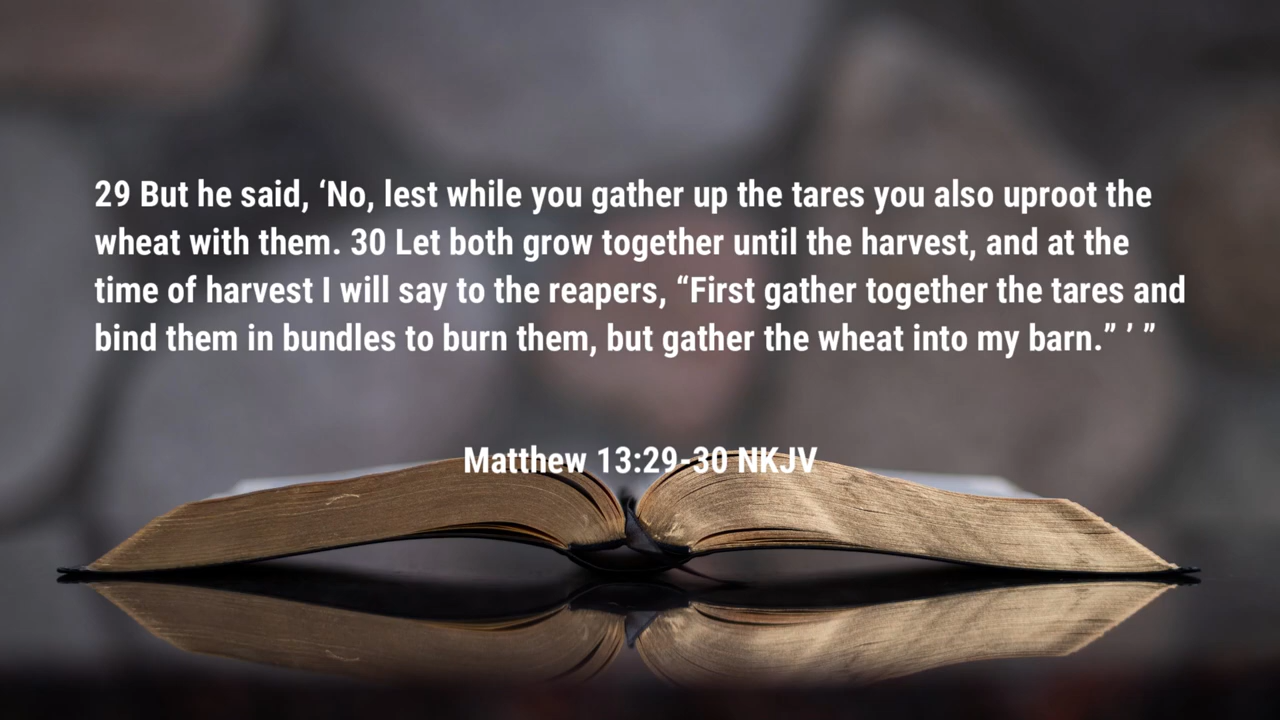 29 But he said, ‘No, lest while you gather up the tares you also uproot the
wheat with them. 30 Let both grow together until the harvest, and at the
time of harvest I will say to the reapers, “First gather together the tares and
bind them in bundles to burn them, but gather the wheat into my barn.” ’ ”
Matthew 13:29-30 NKJV